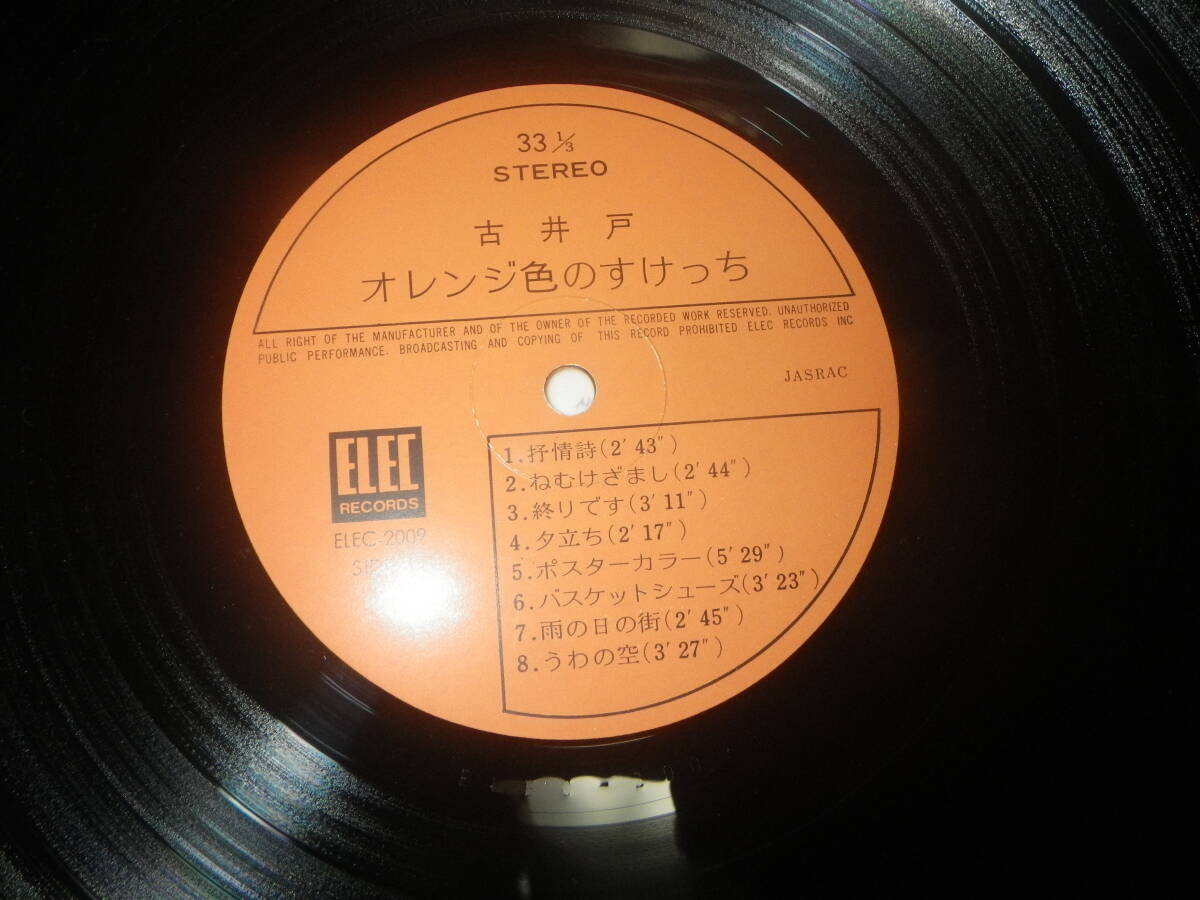 33 1/3
STEREO
古井戸
オレンジ色のすけっち
ALL RIGHT OF THE MANUFACTURER AND OF THE OWNER OF THE RECORDED WORK RESERVED. UNAUTHORIZED
PUBLIC PERFORMANCE. BROADCASTING AND COPYING OF THIS RECORD PROHIBITED ELEC RECORDS INC
JASRAC
ELEC
RECORDS
ELEC-2009
1.抒情詩(2′43″)
2.ねむけざまし(2′44″)
3.終りです(3′11″)
4.夕立ち(2′17″)
5.ポスターカラー(5′29″)
6.バスケットシューズ(3′23″)
7.雨の日の街(2′45″)
8.うわの空(3′27″)